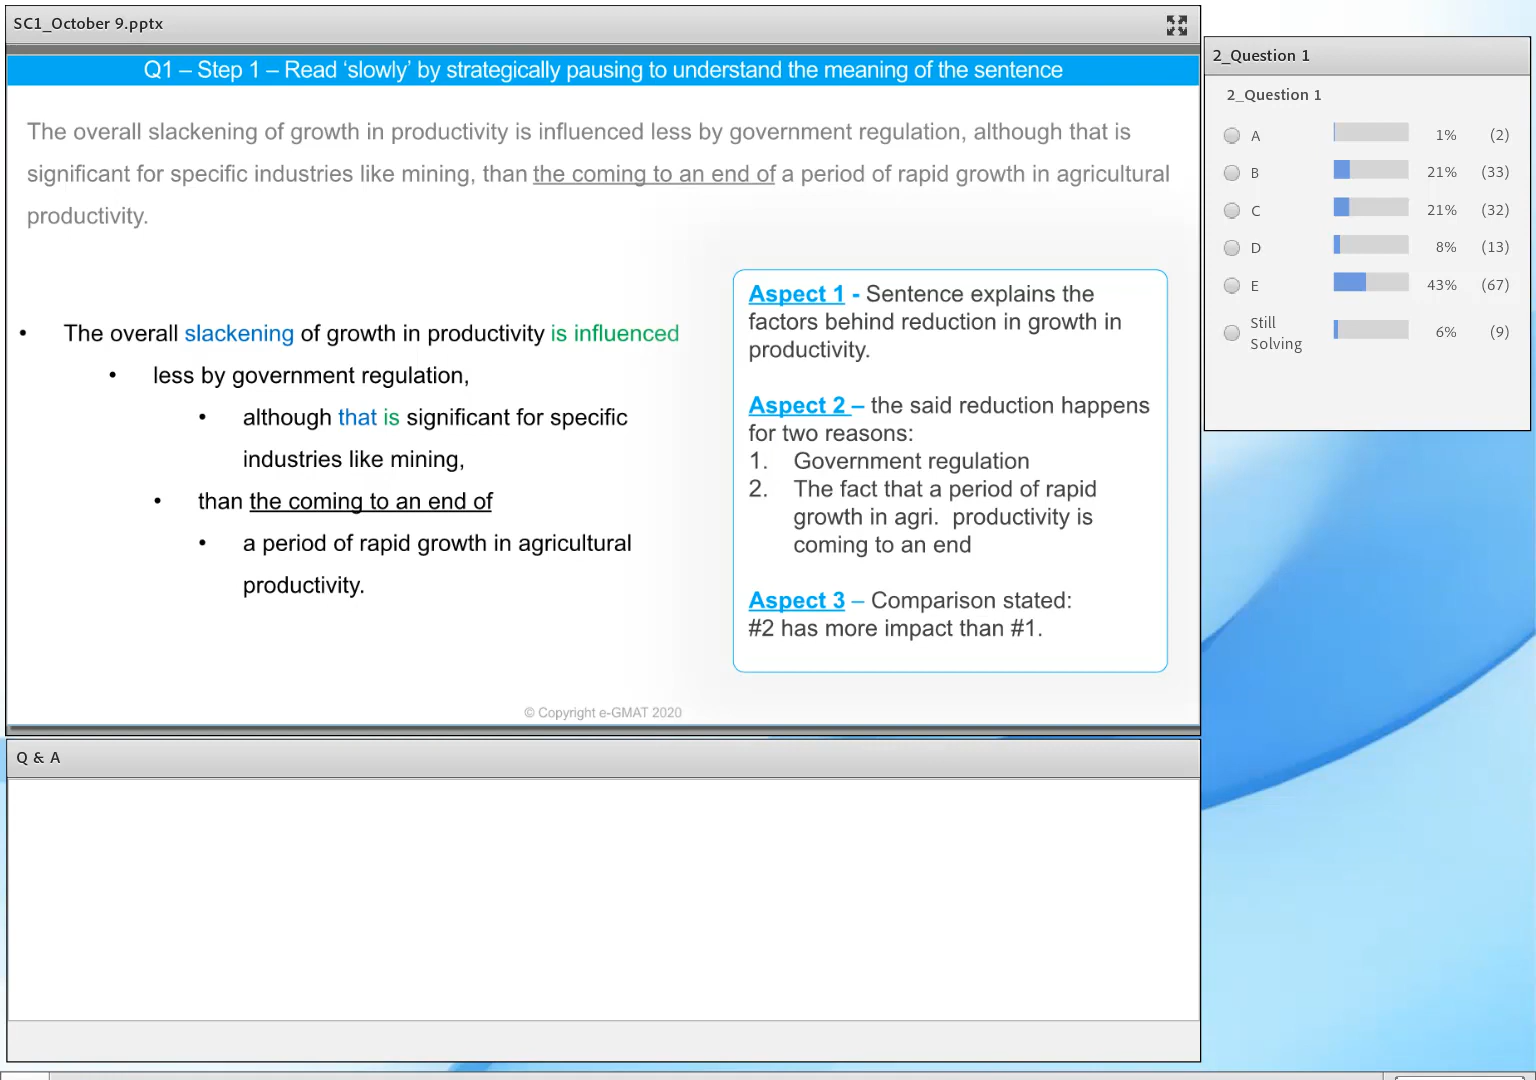 SC1_October 9.pptx
Q1 – Step 1 – Read ‘slowly’ by strategically pausing to understand the meaning of the sentence
The overall slackening of growth in productivity is influenced less by government regulation, although that is
significant for specific industries like mining, than the coming to an end of a period of rapid growth in agricultural
productivity.
• The overall slackening of growth in productivity is influenced
• less by government regulation,
• although that is significant for specific
industries like mining,
• than the coming to an end of
• a period of rapid growth in agricultural
productivity.
Aspect 1 - Sentence explains the
factors behind reduction in growth in
productivity.
Aspect 2 – the said reduction happens
for two reasons:
1. Government regulation
2. The fact that a period of rapid
growth in agri. productivity is
coming to an end
Aspect 3 – Comparison stated:
#2 has more impact than #1.
© Copyright e-GMAT 2020
2_Question 1
2_Question 1
A 1% (2)
B 21% (33)
C 21% (32)
D 8% (13)
E 43% (67)
Still
Solving 6% (9)
Q & A